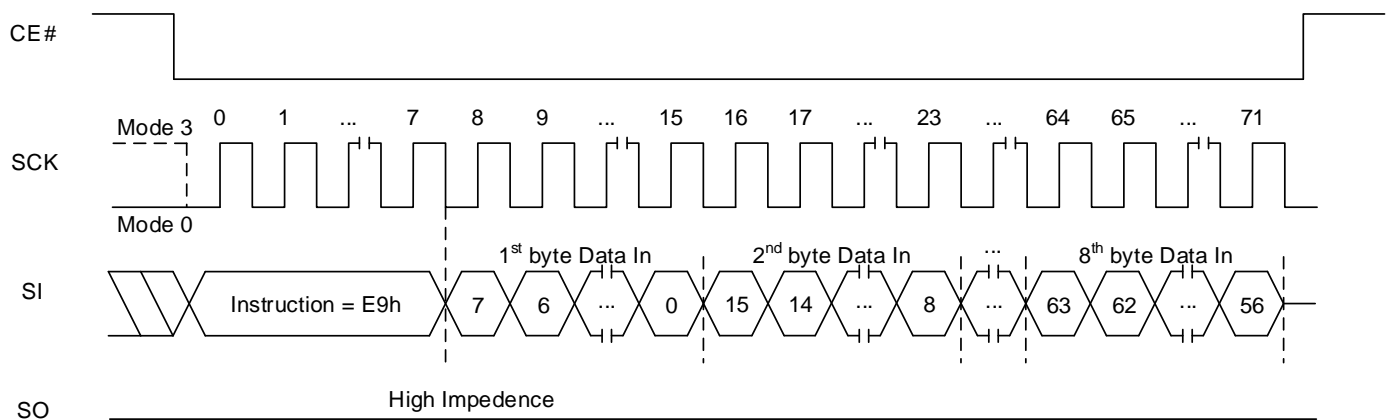 CE#
0 1 ... 7 8 9 ... 15 16 17 ... 23 ... 64 65 ... 71
Mode 3
SCK
Mode 0
1st byte Data In 2nd byte Data In ... 8th byte Data In
SI
Instruction = E9h 7 6 ... 0 15 14 ... 8 ... 63 62 ... 56
High Impedence
SO